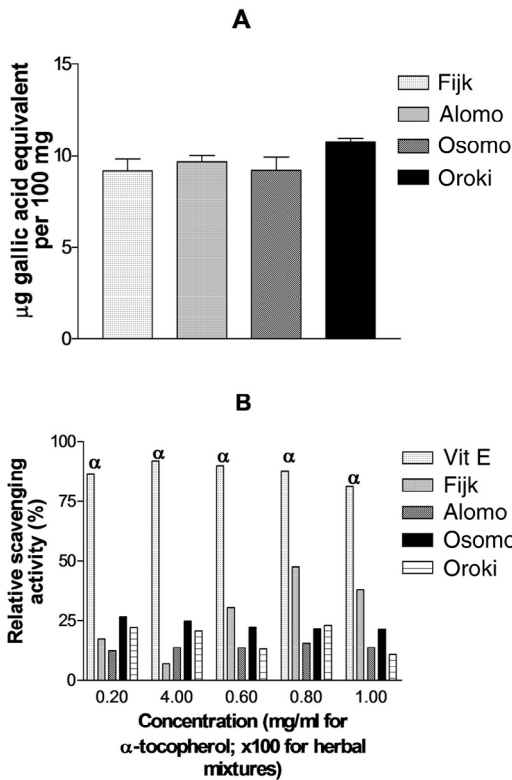 A
μg gallic acid equivalent
per 100 mg
15
10
5
0
Fijk
Alomo
Osomo
Oroki
B
Relative scavenging
activity (%)
100
75
50
25
0
α α α α α
Vit E
Fijk
Alomo
Osomo
Oroki
0.20 4.00 0.60 0.80 1.00
Concentration (mg/ml for
α-tocopherol; x100 for herbal
mixtures)